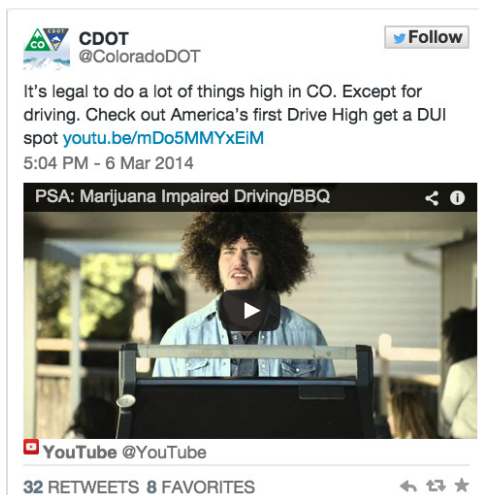 CDOT
@ColoradoDOT
Follow
It's legal to do a lot of things high in CO. Except for
driving. Check out America's first Drive High get a DUI
spot youtu.be/mDo5MMYxEiM
5:04 PM - 6 Mar 2014
PSA: Marijuana Impaired Driving/BBQ
YouTube @YouTube
32 RETWEETS 8 FAVORITES